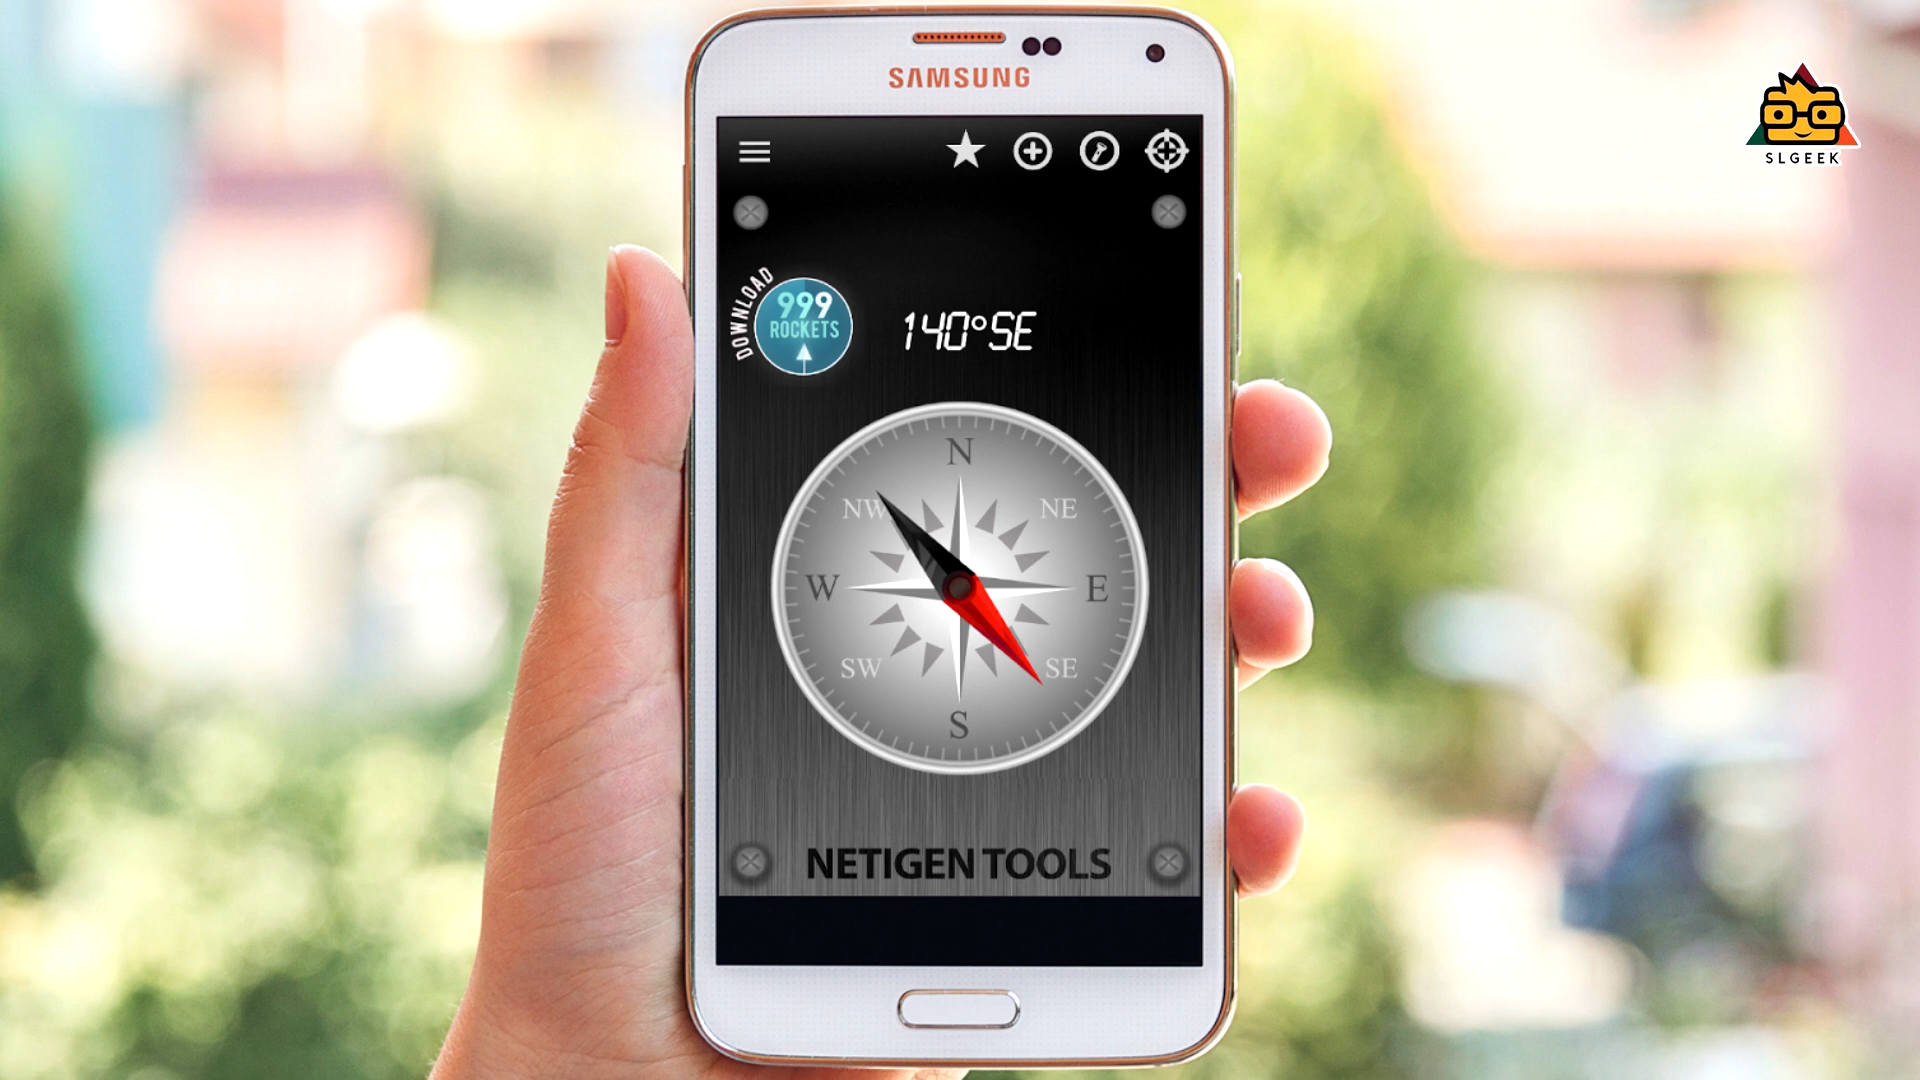 SAMSUNG
SLGEEK
DOWNLOAD
999
ROCKETS
140°SE
N
NW
NE
W
E
SW
SE
S
NETIGEN TOOLS